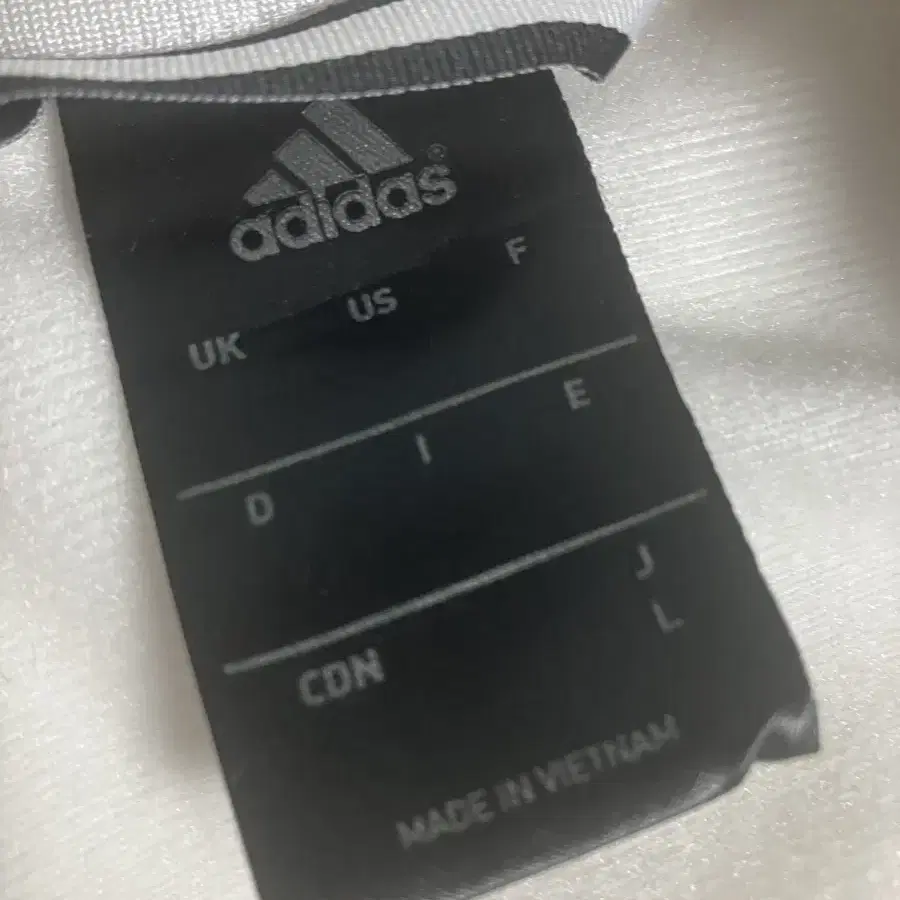 adidas®
UK US F
D I E
CDN J
L
MADE IN VIETNAM